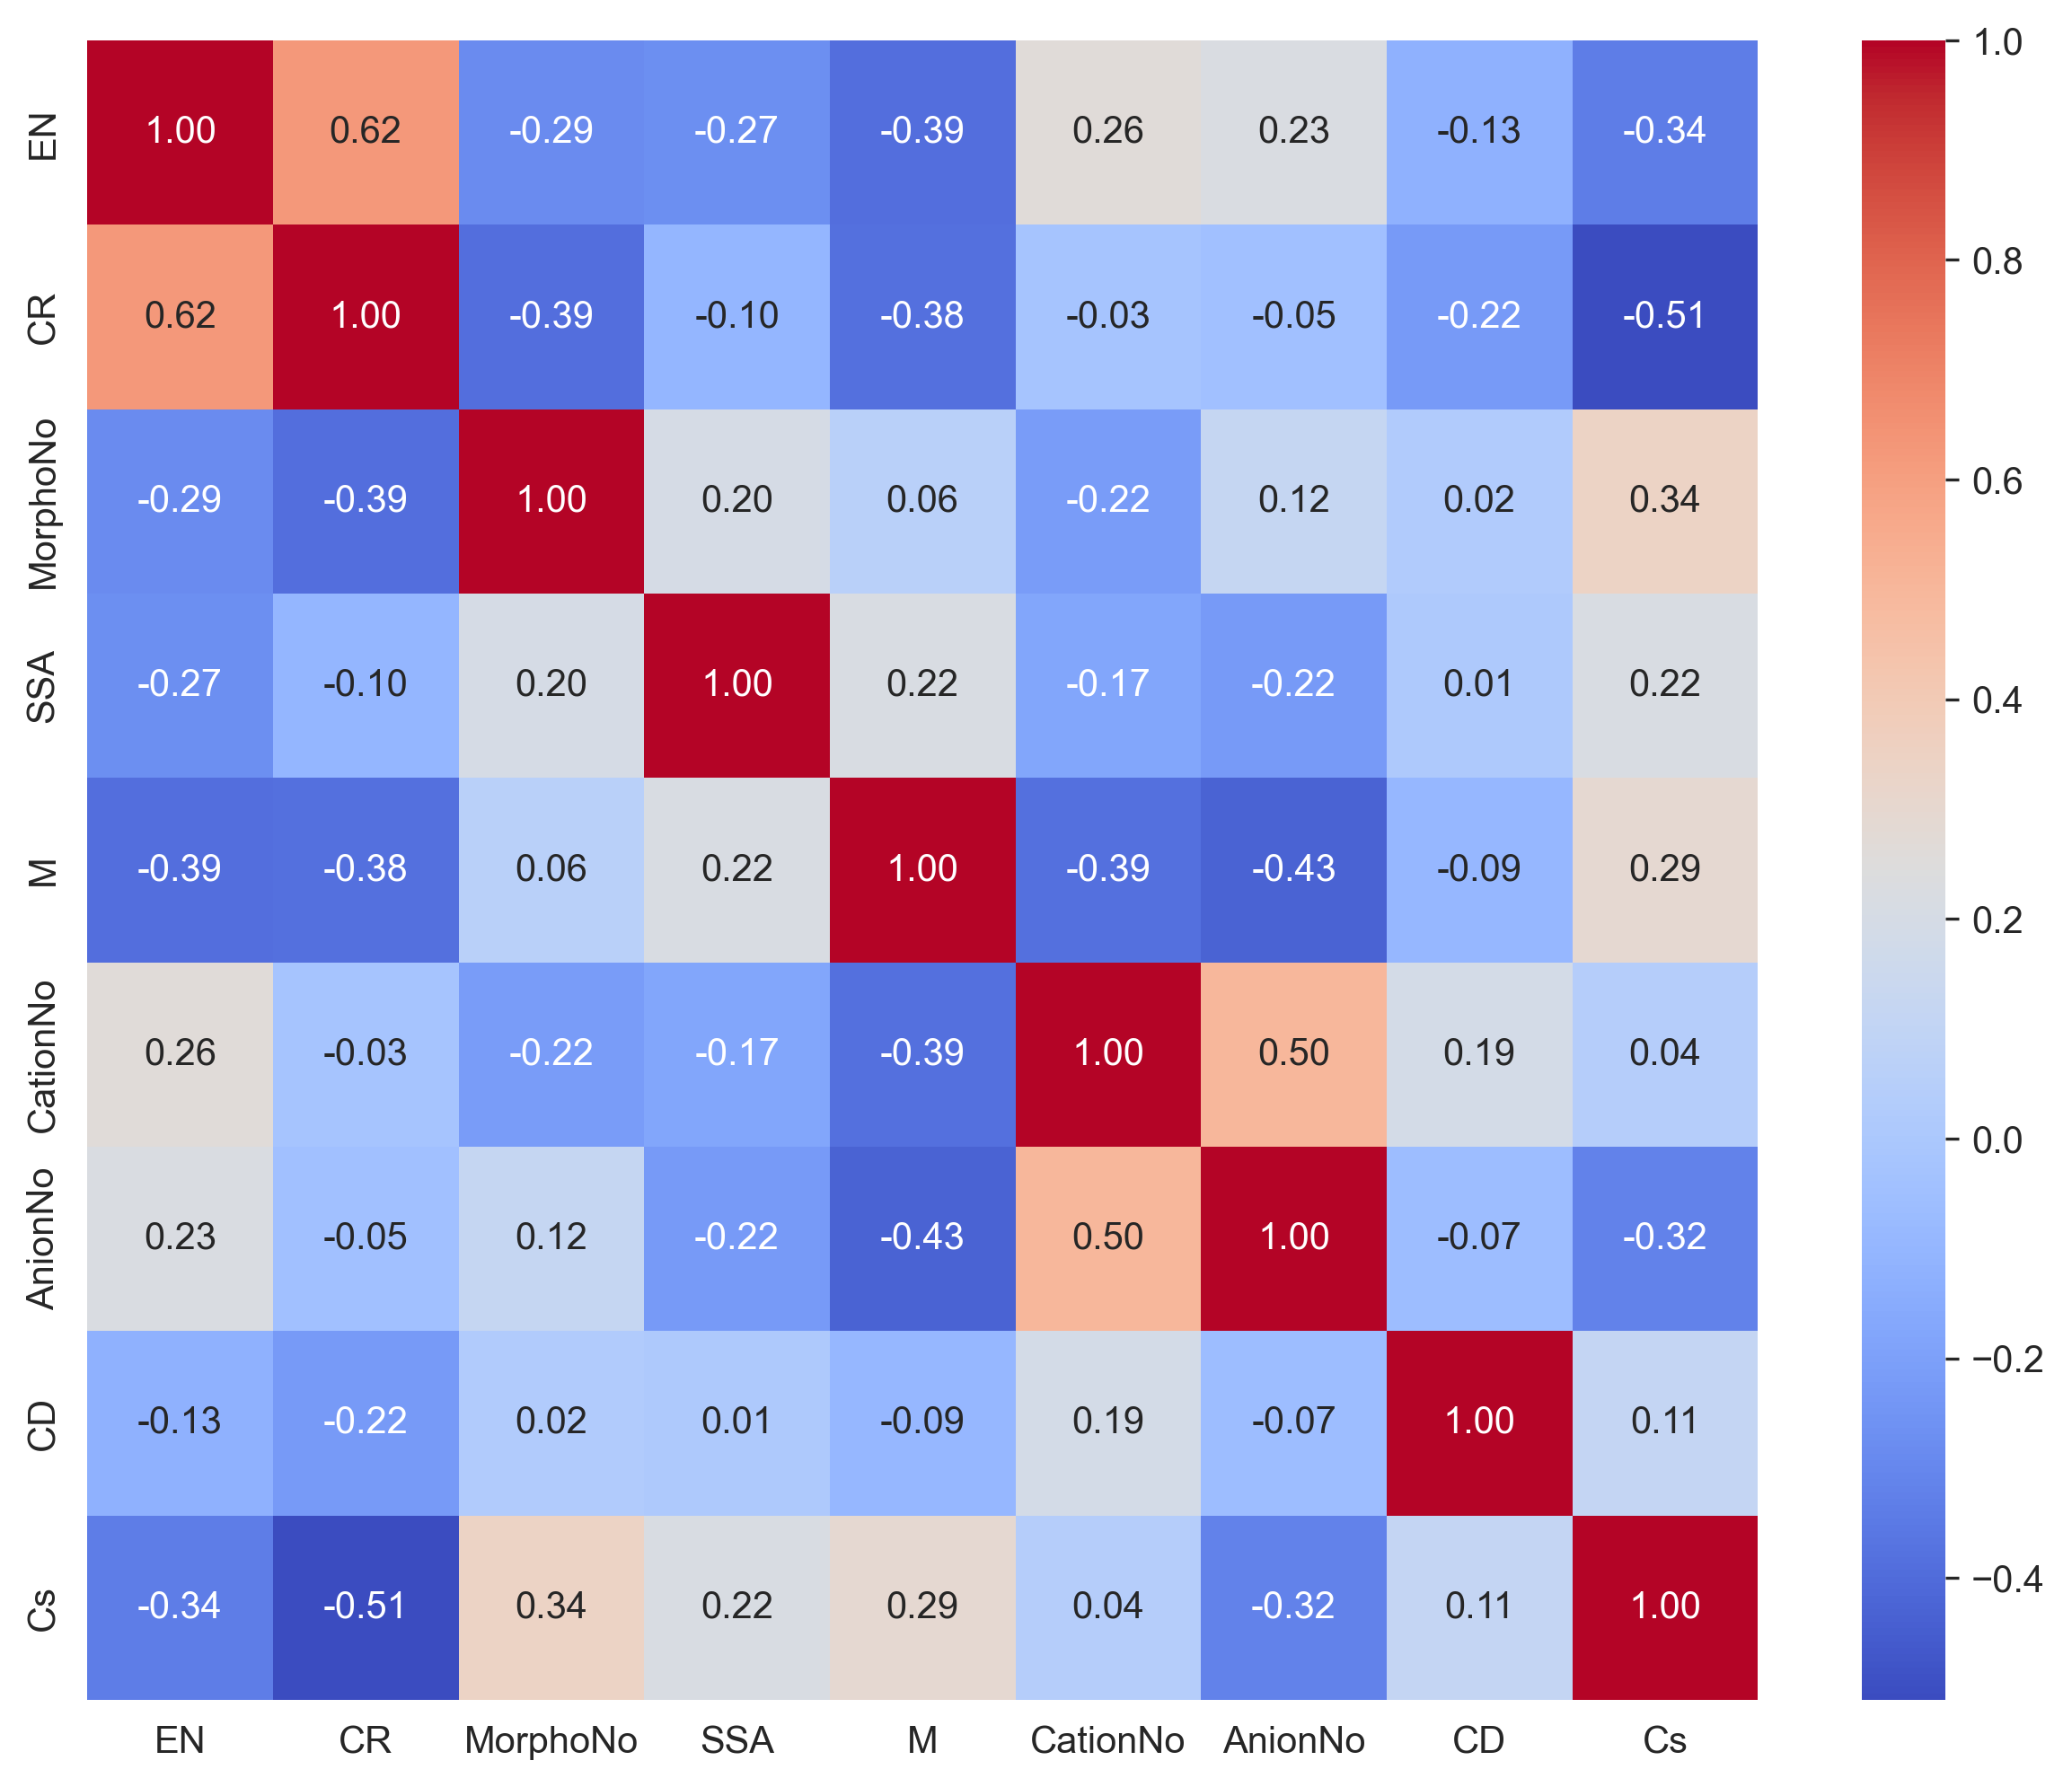 EN 1.00 0.62 -0.29 -0.27 -0.39 0.26 0.23 -0.13 -0.34
CR 0.62 1.00 -0.39 -0.10 -0.38 -0.03 -0.05 -0.22 -0.51
MorphoNo -0.29 -0.39 1.00 0.20 0.06 -0.22 0.12 0.02 0.34
SSA -0.27 -0.10 0.20 1.00 0.22 -0.17 -0.22 0.01 0.22
M -0.39 -0.38 0.06 0.22 1.00 -0.39 -0.43 -0.09 0.29
CationNo 0.26 -0.03 -0.22 -0.17 -0.39 1.00 0.50 0.19 0.04
AnionNo 0.23 -0.05 0.12 -0.22 -0.43 0.50 1.00 -0.07 -0.32
CD -0.13 -0.22 0.02 0.01 -0.09 0.19 -0.07 1.00 0.11
Cs -0.34 -0.51 0.34 0.22 0.29 0.04 -0.32 0.11 1.00
EN CR MorphoNo SSA M CationNo AnionNo CD Cs
1.0
0.8
0.6
0.4
0.2
0.0
−0.2
−0.4